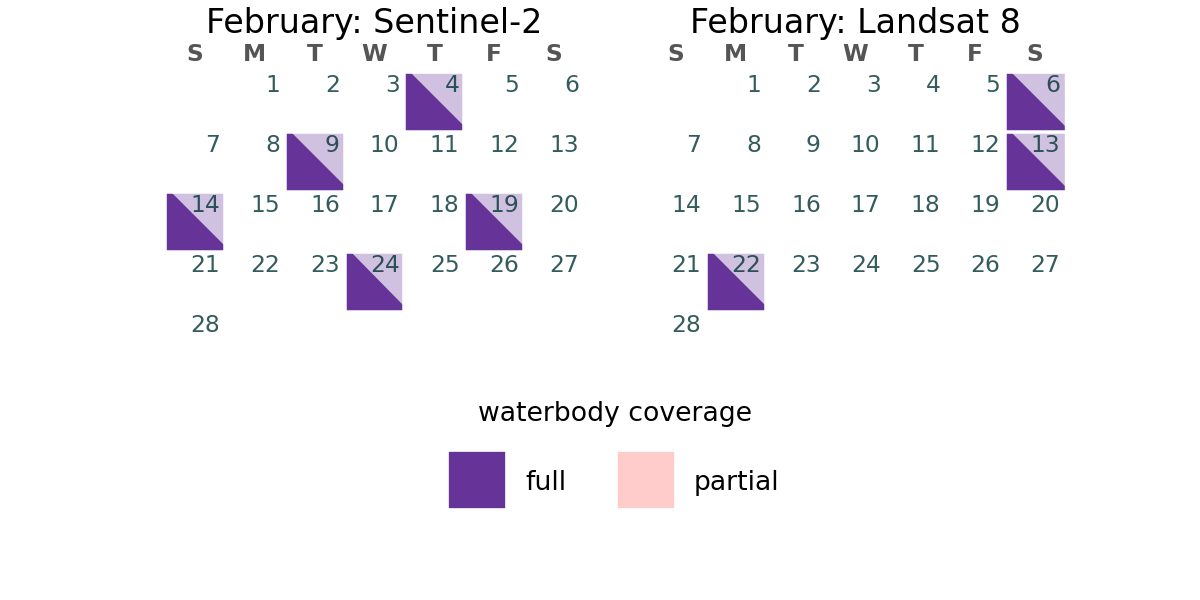 February: Sentinel-2
S M T W T F S
1 2 3 4 5 6
7 8 9 10 11 12 13
14 15 16 17 18 19 20
21 22 23 24 25 26 27
28
February: Landsat 8
S M T W T F S
1 2 3 4 5 6
7 8 9 10 11 12 13
14 15 16 17 18 19 20
21 22 23 24 25 26 27
28
waterbody coverage
full partial